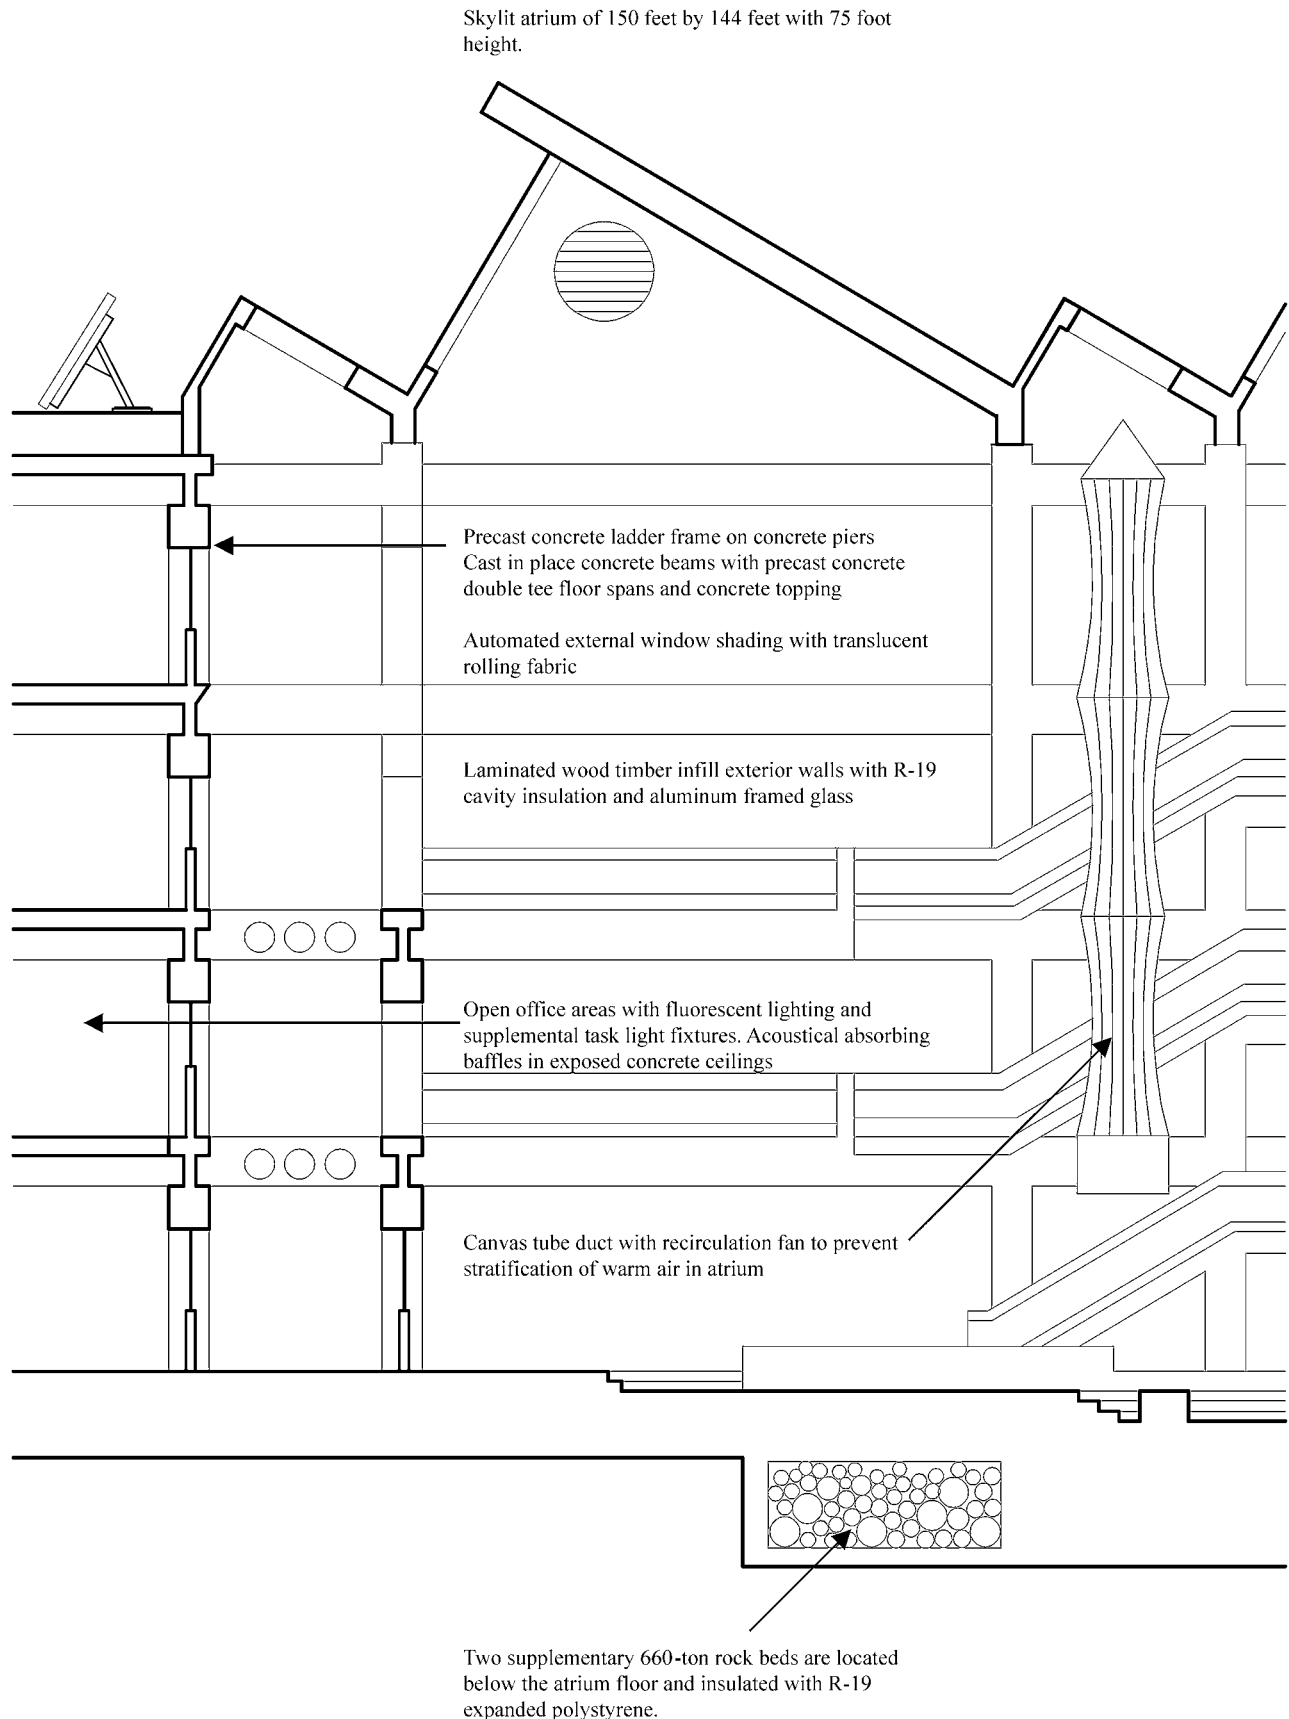 Skylit atrium of 150 feet by 144 feet with 75 foot
height.
Precast concrete ladder frame on concrete piers
Cast in place concrete beams with precast concrete
double tee floor spans and concrete topping
Automated external window shading with translucent
rolling fabric
Laminated wood timber infill exterior walls with R-19
cavity insulation and aluminum framed glass
Open office areas with fluorescent lighting and
supplemental task light fixtures. Acoustical absorbing
baffles in exposed concrete ceilings
Canvas tube duct with recirculation fan to prevent
stratification of warm air in atrium
Two supplementary 660-ton rock beds are located
below the atrium floor and insulated with R-19
expanded polystyrene.